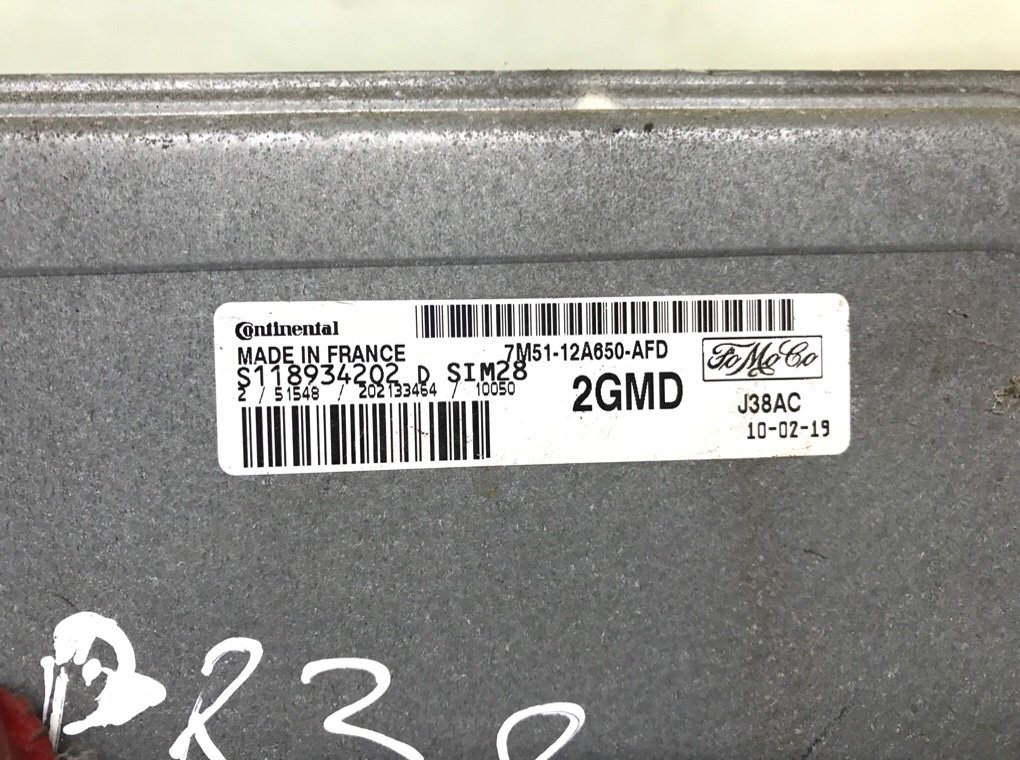 Continental
MADE IN FRANCE
7M51-12A650-AFD
FoMoCo
S118934202 D SIM28
2 / 51548 / 202133464 / 10050
2GMD
J38AC
10-02-19